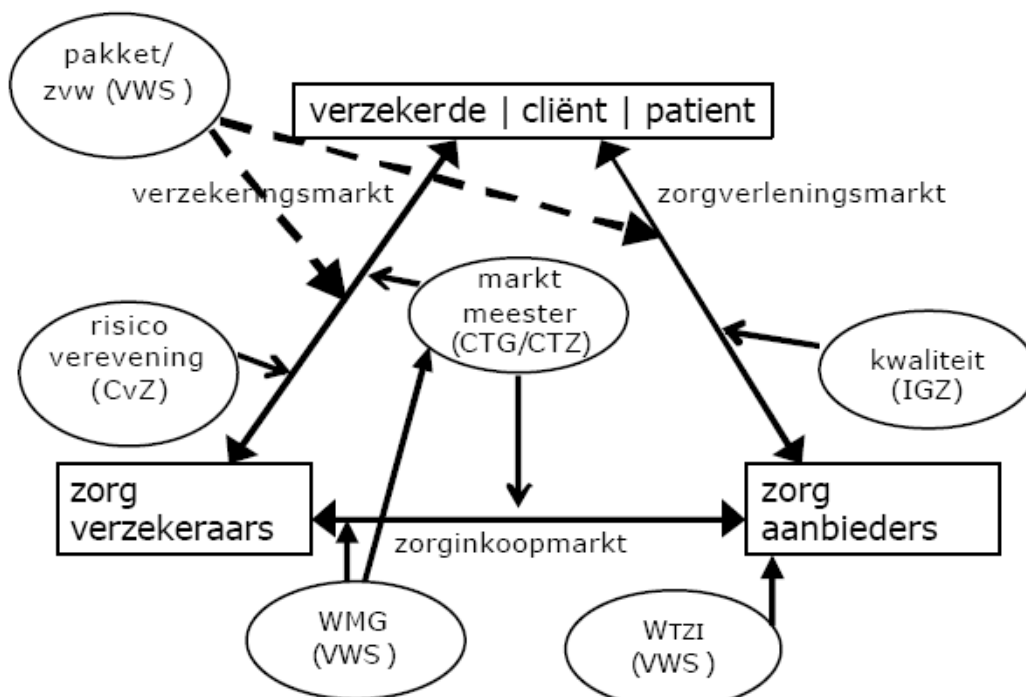 pakket/
zvw (VWS)
verzekerde | cliënt | patient
verzekeringsmarkt
zorgverleningsmarkt
markt
meester
(CTG/CTZ)
risico
verevening
(CvZ)
kwaliteit
(IGZ)
zorg
verzekeraars
zorg
aanbieders
zorginkoopmarkt
WMG
(VWS)
WTZI
(VWS)